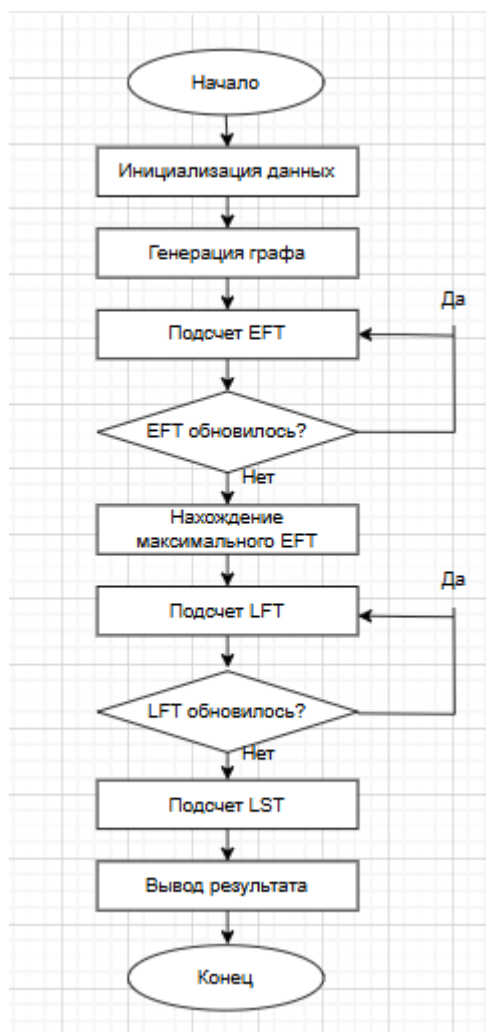 Начало
Инициализация данных
Генерация графа
Да
Подсчет EFT
EFT обновилось?
Нет
Нахождение
максимального EFT
Да
Подсчет LFT
LFT обновилось?
Нет
Подсчет LST
Вывод результата
Конец